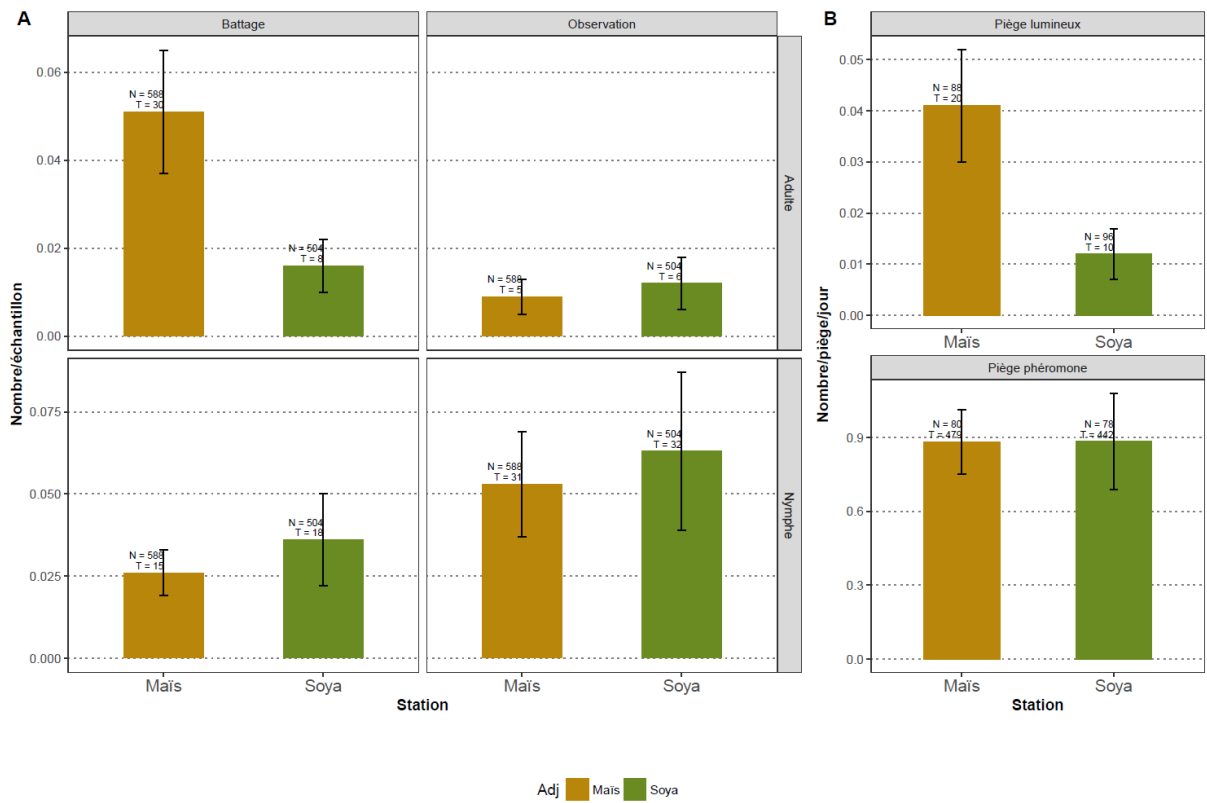 A
Battage
Observation
Nombre/échantillon
0.06
0.04
0.02
0.00
N = 588
T = 30
N = 504
T = 8
N = 588
T = 5
N = 504
T = 6
Adulte
0.075
0.050
0.025
0.000
N = 588
T = 15
N = 504
T = 18
N = 588
T = 31
N = 504
T = 32
Nymphe
Maïs
Soya
Maïs
Soya
Station
B
Piège lumineux
Nombre/piège/jour
0.05
0.04
0.03
0.02
0.01
0.00
N = 88
T = 20
N = 96
T = 10
Maïs
Soya
Piège phéromone
0.9
0.6
0.3
0.0
N = 80
T = 479
N = 78
T = 442
Maïs
Soya
Station
Adj Maïs Soya